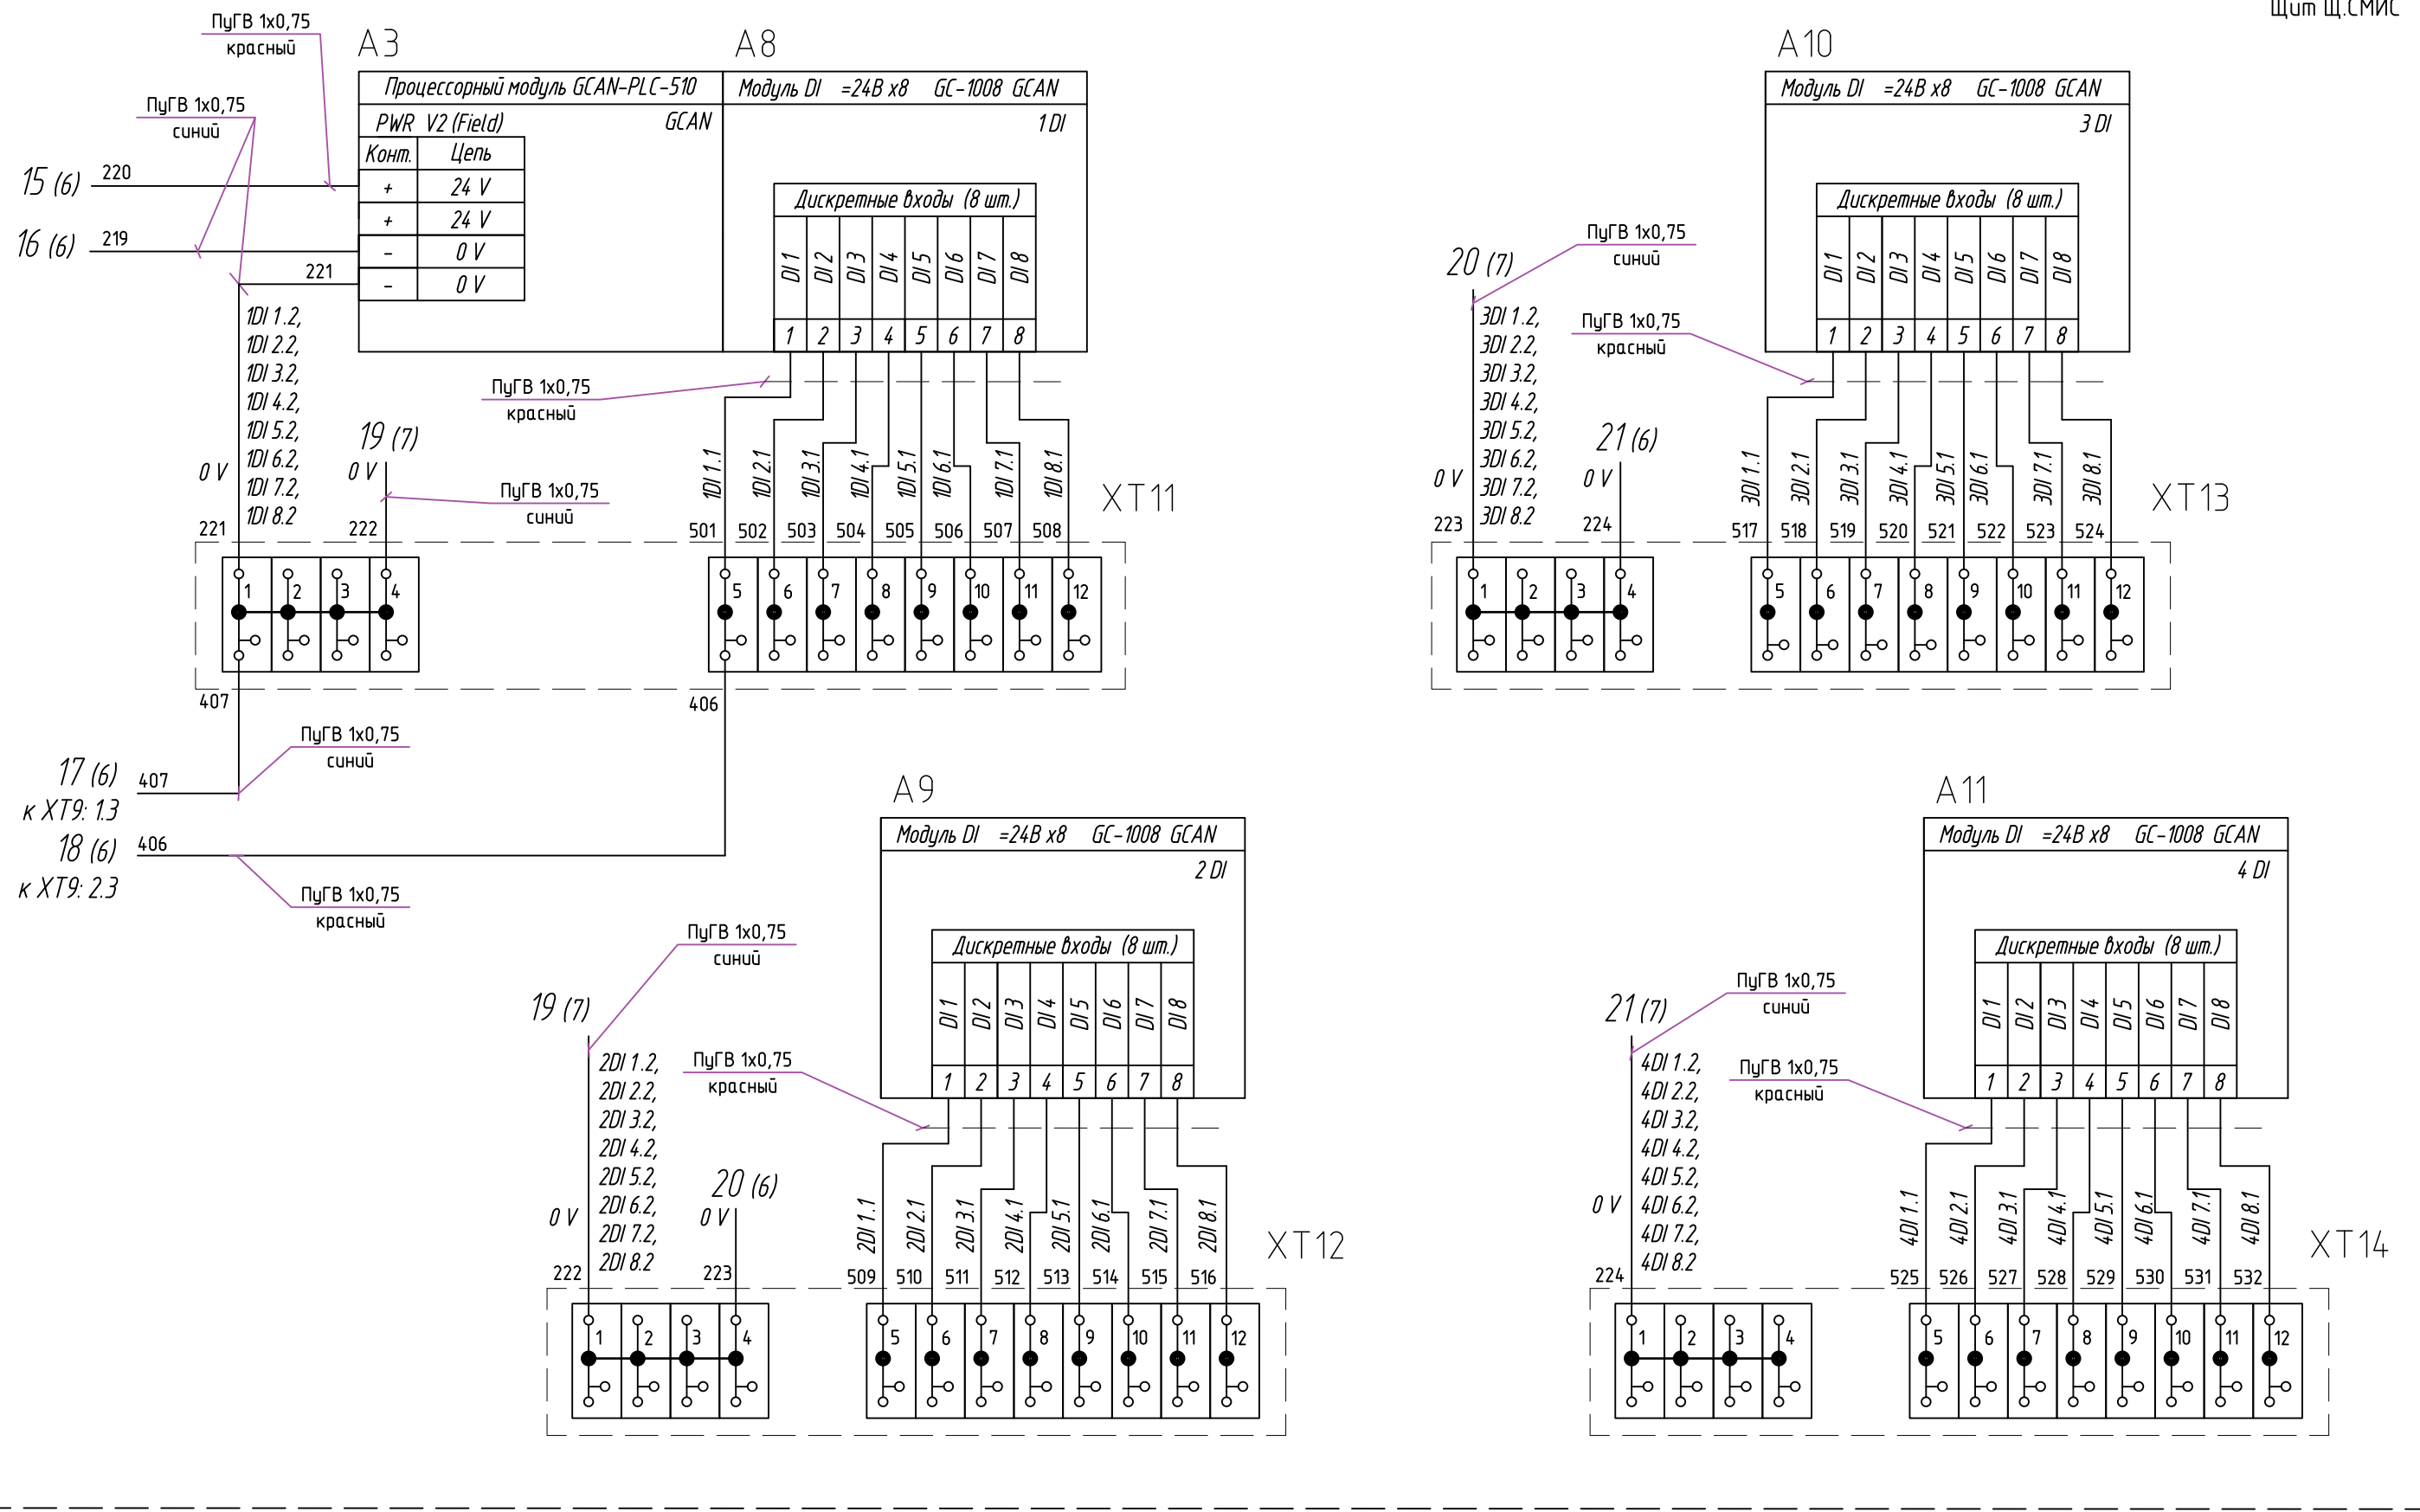 Щит Щ.СМИС
ПуГВ 1х0,75
красный
ПуГВ 1х0,75
синий
15 (6)
220
16 (6)
219
221
А3
Процессорный модуль GCAN-PLC-510
PWR V2 (Field)
GCAN
Конт. Цепь
+ 24 V
+ 24 V
- 0 V
- 0 V
А8
Модуль DI =24В х8 GC-1008 GCAN
1 DI
Дискретные входы (8 шт.)
DI 1 DI 2 DI 3 DI 4 DI 5 DI 6 DI 7 DI 8
1 2 3 4 5 6 7 8
ПуГВ 1х0,75
красный
1DI 1.2,
1DI 2.2,
1DI 3.2,
1DI 4.2,
1DI 5.2,
1DI 6.2,
1DI 7.2,
1DI 8.2
0 V
19 (7)
0 V
ПуГВ 1х0,75
синий
1DI 1.1 1DI 2.1 1DI 3.1 1DI 4.1 1DI 5.1 1DI 6.1 1DI 7.1 1DI 8.1
XT11
221 222 501 502 503 504 505 506 507 508
1 2 3 4 5 6 7 8 9 10 11 12
407 406
ПуГВ 1х0,75
синий
17 (6)
407
к ХТ9: 1.3
18 (6)
406
к ХТ9: 2.3
ПуГВ 1х0,75
красный
А10
Модуль DI =24В х8 GC-1008 GCAN
3 DI
Дискретные входы (8 шт.)
DI 1 DI 2 DI 3 DI 4 DI 5 DI 6 DI 7 DI 8
1 2 3 4 5 6 7 8
ПуГВ 1х0,75
синий
20 (7)
ПуГВ 1х0,75
красный
3DI 1.2,
3DI 2.2,
3DI 3.2,
3DI 4.2,
3DI 5.2,
3DI 6.2,
3DI 7.2,
3DI 8.2
0 V
21 (6)
0 V
3DI 1.1 3DI 2.1 3DI 3.1 3DI 4.1 3DI 5.1 3DI 6.1 3DI 7.1 3DI 8.1
XT13
223 224 517 518 519 520 521 522 523 524
1 2 3 4 5 6 7 8 9 10 11 12
А9
Модуль DI =24В х8 GC-1008 GCAN
2 DI
Дискретные входы (8 шт.)
DI 1 DI 2 DI 3 DI 4 DI 5 DI 6 DI 7 DI 8
1 2 3 4 5 6 7 8
ПуГВ 1х0,75
синий
19 (7)
ПуГВ 1х0,75
красный
2DI 1.2,
2DI 2.2,
2DI 3.2,
2DI 4.2,
2DI 5.2,
2DI 6.2,
2DI 7.2,
2DI 8.2
0 V
20 (6)
0 V
2DI 1.1 2DI 2.1 2DI 3.1 2DI 4.1 2DI 5.1 2DI 6.1 2DI 7.1 2DI 8.1
XT12
222 223 509 510 511 512 513 514 515 516
1 2 3 4 5 6 7 8 9 10 11 12
А11
Модуль DI =24В х8 GC-1008 GCAN
4 DI
Дискретные входы (8 шт.)
DI 1 DI 2 DI 3 DI 4 DI 5 DI 6 DI 7 DI 8
1 2 3 4 5 6 7 8
ПуГВ 1х0,75
синий
21 (7)
ПуГВ 1х0,75
красный
4DI 1.2,
4DI 2.2,
4DI 3.2,
4DI 4.2,
4DI 5.2,
4DI 6.2,
4DI 7.2,
4DI 8.2
0 V
4DI 1.1 4DI 2.1 4DI 3.1 4DI 4.1 4DI 5.1 4DI 6.1 4DI 7.1 4DI 8.1
XT14
224 525 526 527 528 529 530 531 532
1 2 3 4 5 6 7 8 9 10 11 12